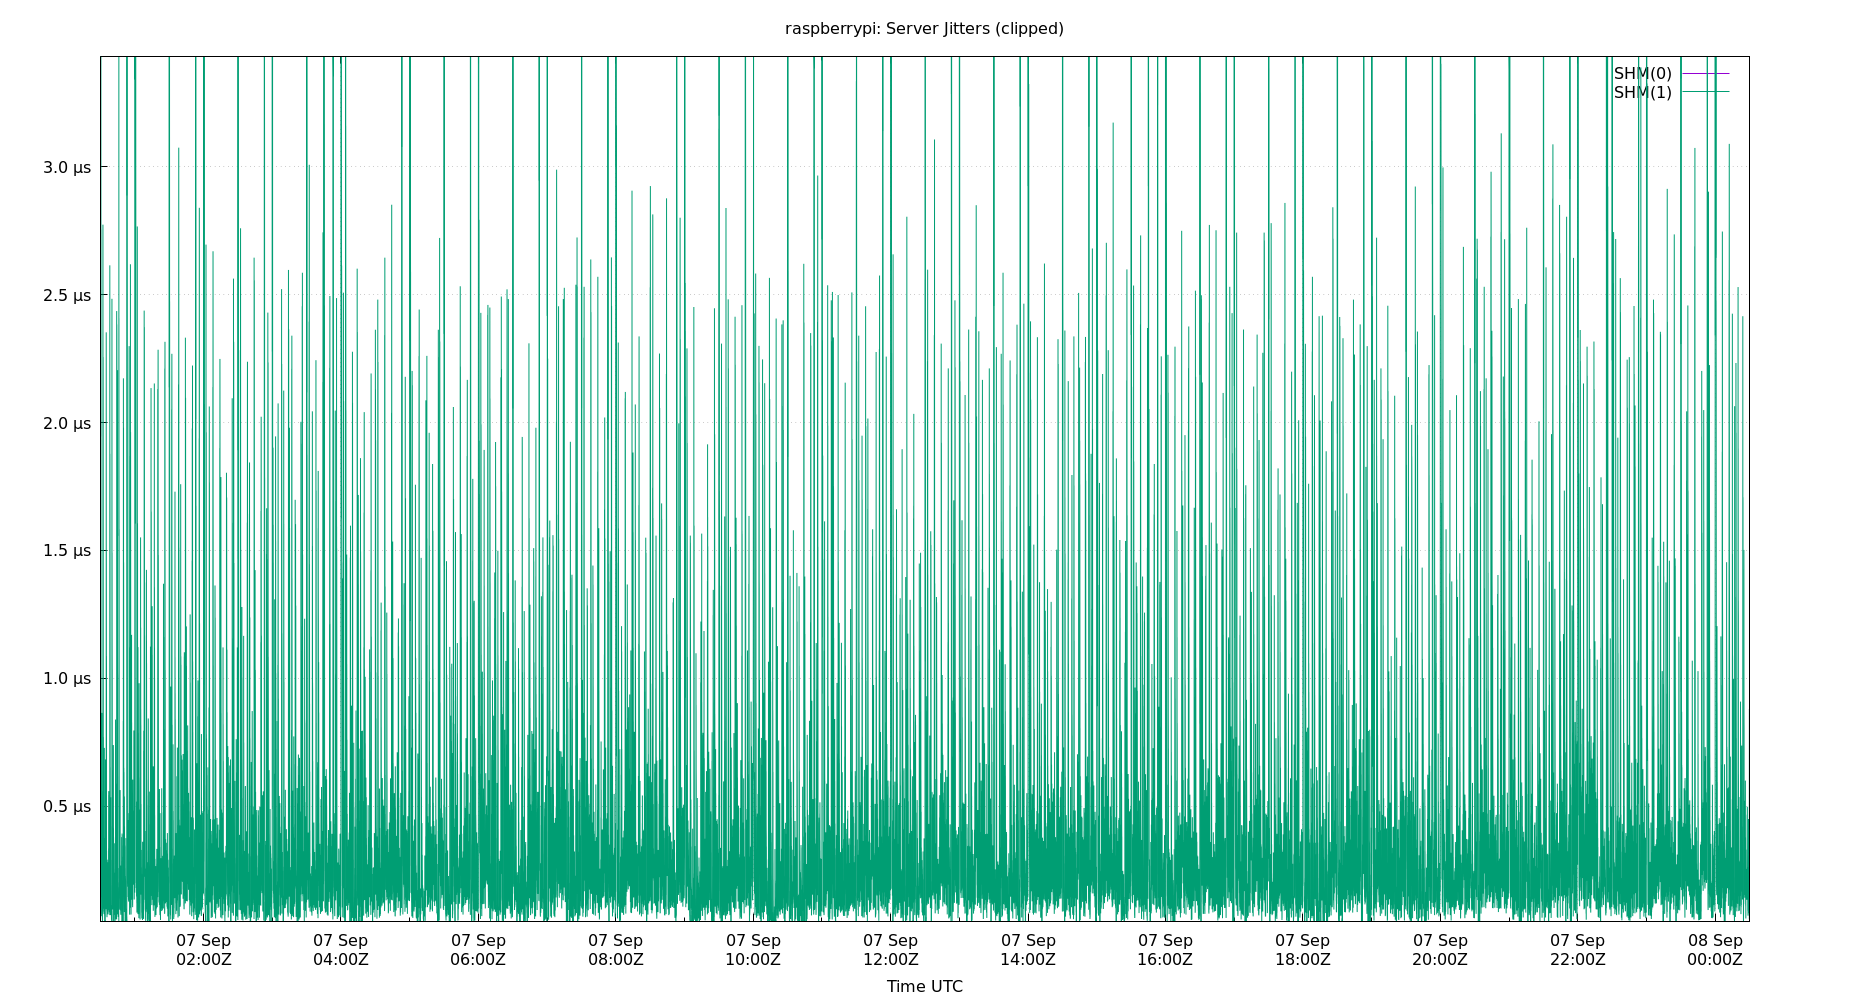 raspberrypi: Server Jitters (clipped)
SHM(0)
SHM(1)
3.0 µs
2.5 µs
2.0 µs
1.5 µs
1.0 µs
0.5 µs
07 Sep 07 Sep 07 Sep 07 Sep 07 Sep 07 Sep 07 Sep 07 Sep 07 Sep 07 Sep 07 Sep 08 Sep
02:00Z 04:00Z 06:00Z 08:00Z 10:00Z 12:00Z 14:00Z 16:00Z 18:00Z 20:00Z 22:00Z 00:00Z
Time UTC